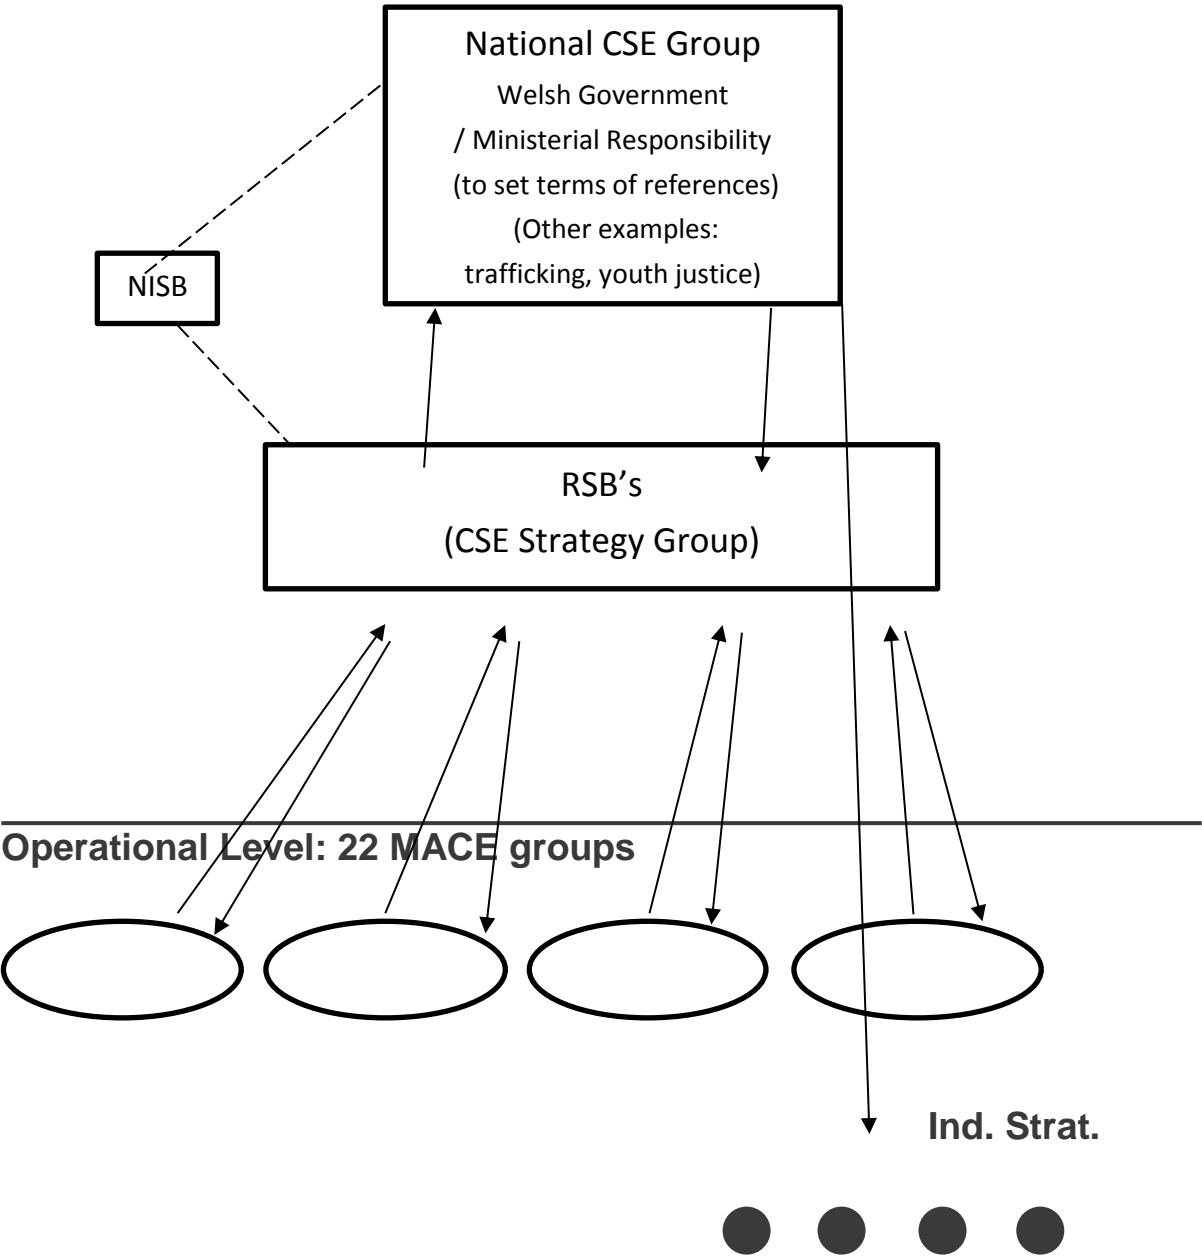 National CSE Group
Welsh Government
/ Ministerial Responsibility
(to set terms of references)
(Other examples:
trafficking, youth justice)
NISB
RSB’s
(CSE Strategy Group)
Operational Level: 22 MACE groups
Ind. Strat.